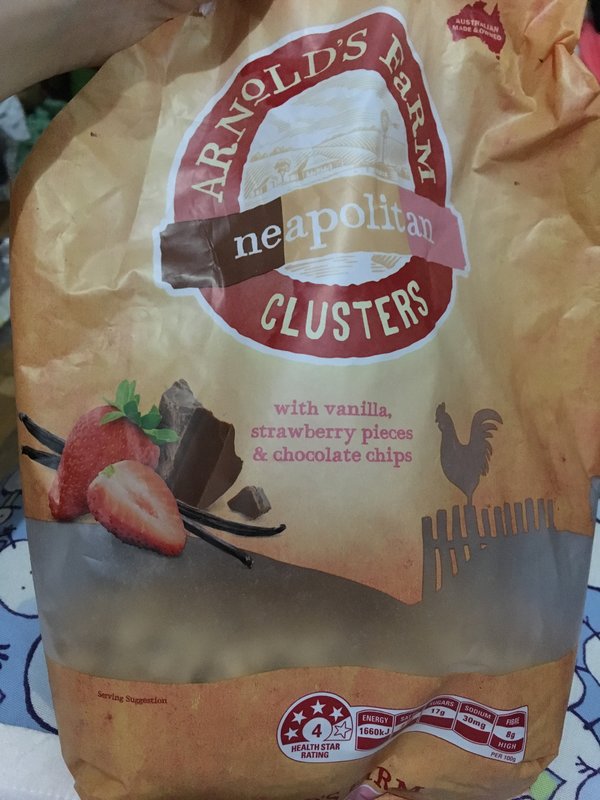 AUSTRALIAN
MADE & OWNED
ARNOLD'S FARM
neapolitan
CLUSTERS
with vanilla,
strawberry pieces
& chocolate chips
Serving Suggestion
4
HEALTH STAR
RATING
ENERGY
1660kJ
SUGARS
17g
SODIUM
30mg
FIBRE
8g
HIGH
PER 100g
ARM